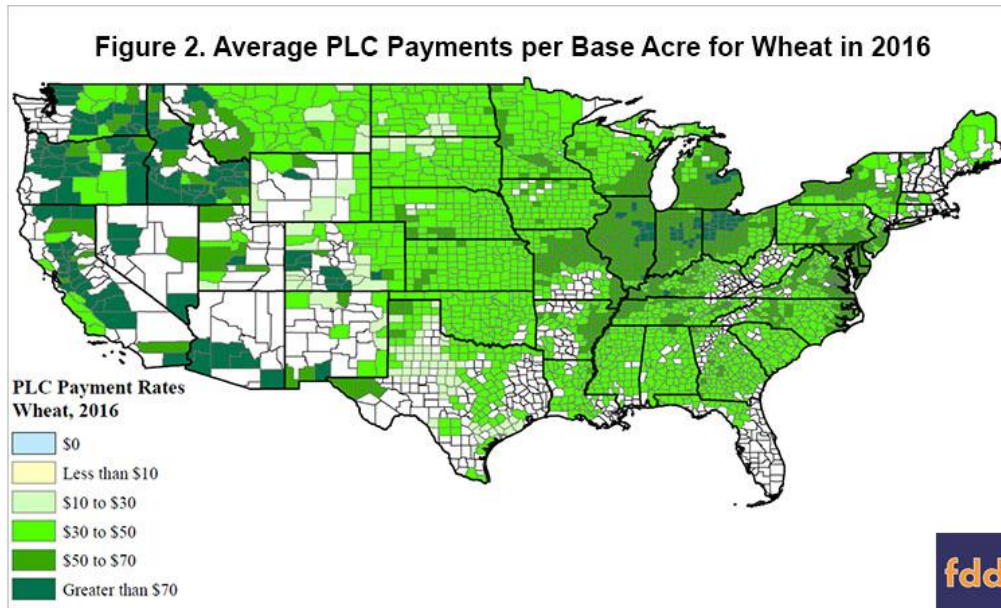 Figure 2. Average PLC Payments per Base Acre for Wheat in 2016
PLC Payment Rates
Wheat, 2016
$0
Less than $10
$10 to $30
$30 to $50
$50 to $70
Greater than $70
fdd